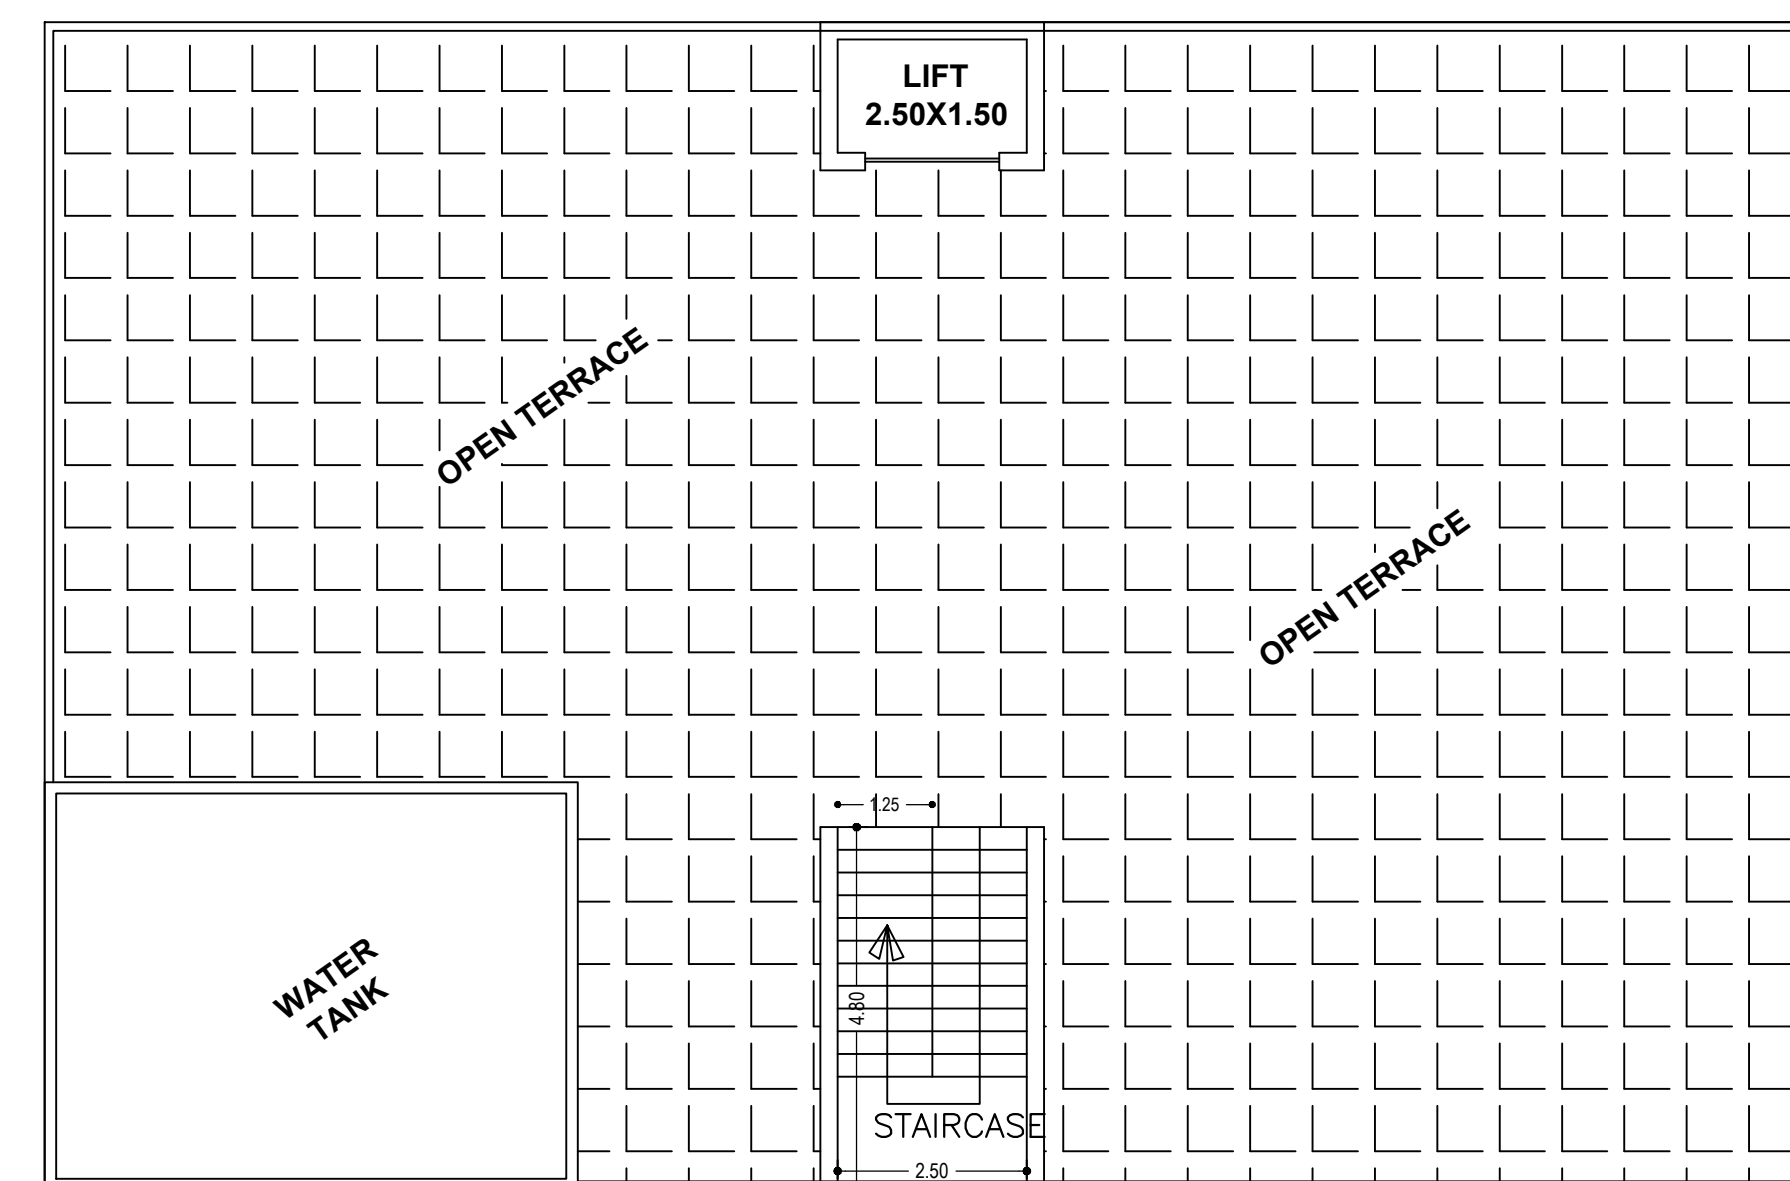 LIFT
2.50X1.50
OPEN TERRACE
OPEN TERRACE
1.25
WATER
TANK
4.80
STAIRCASE
2.50